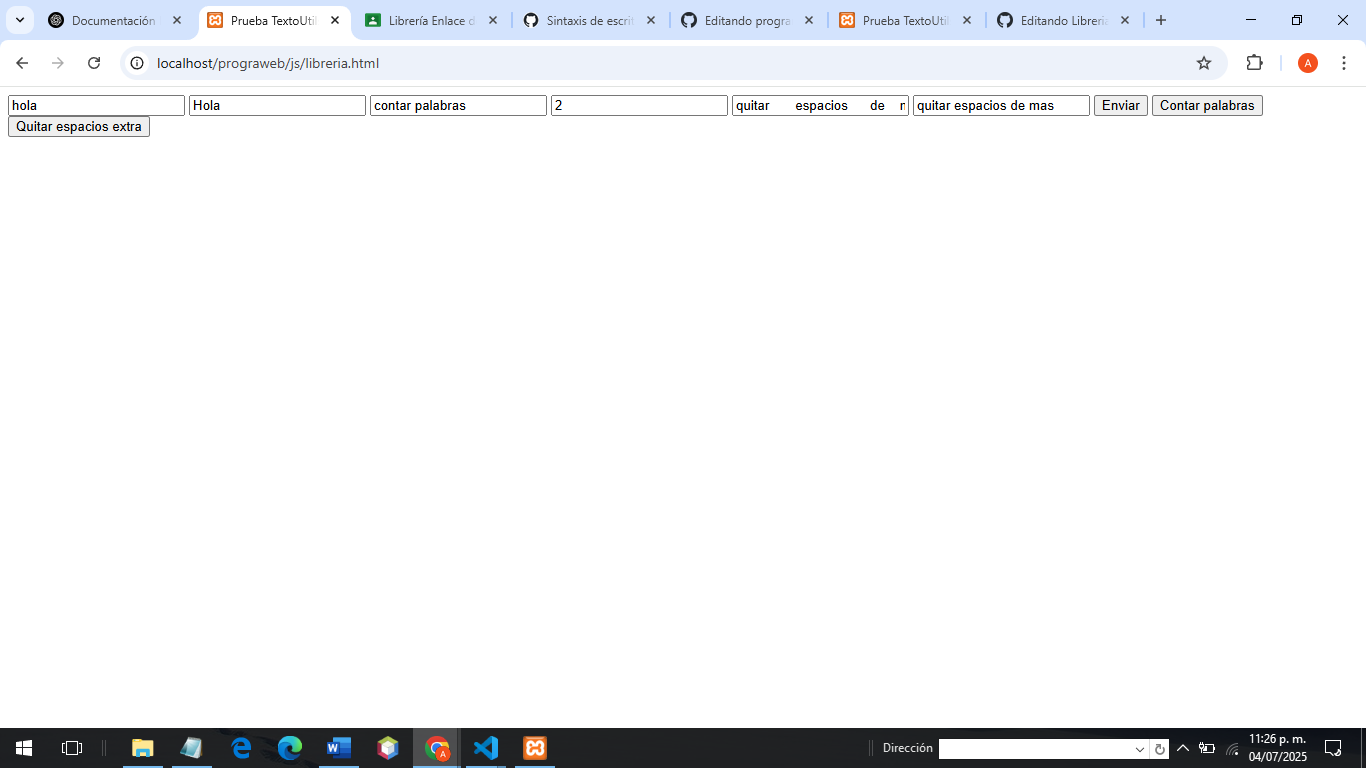 Documentación
Prueba TextoUtil
Librería Enlace d
Sintaxis de escrit
Editando progra
Prueba TextoUtil
Editando Librerí
localhost/prograweb/js/libreria.html
A
hola Hola contar palabras 2 quitar espacios de quitar espacios de mas Enviar Contar palabras
Quitar espacios extra
A
Dirección
11:26 p. m.
04/07/2025